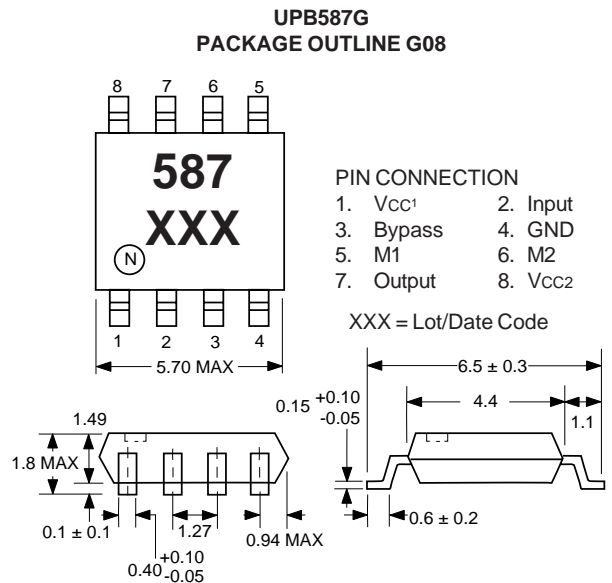 UPB587G
PACKAGE OUTLINE G08
8 7 6 5
587
XXX
N
1 2 3 4
5.70 MAX
PIN CONNECTION
1. VCC1 2. Input
3. Bypass 4. GND
5. M1 6. M2
7. Output 8. VCC2
XXX = Lot/Date Code
1.49
1.8 MAX
0.1 ± 0.1
0.40 +0.10 -0.05
1.27
0.94 MAX
6.5 ± 0.3
0.15 +0.10 -0.05
4.4
1.1
0.6 ± 0.2